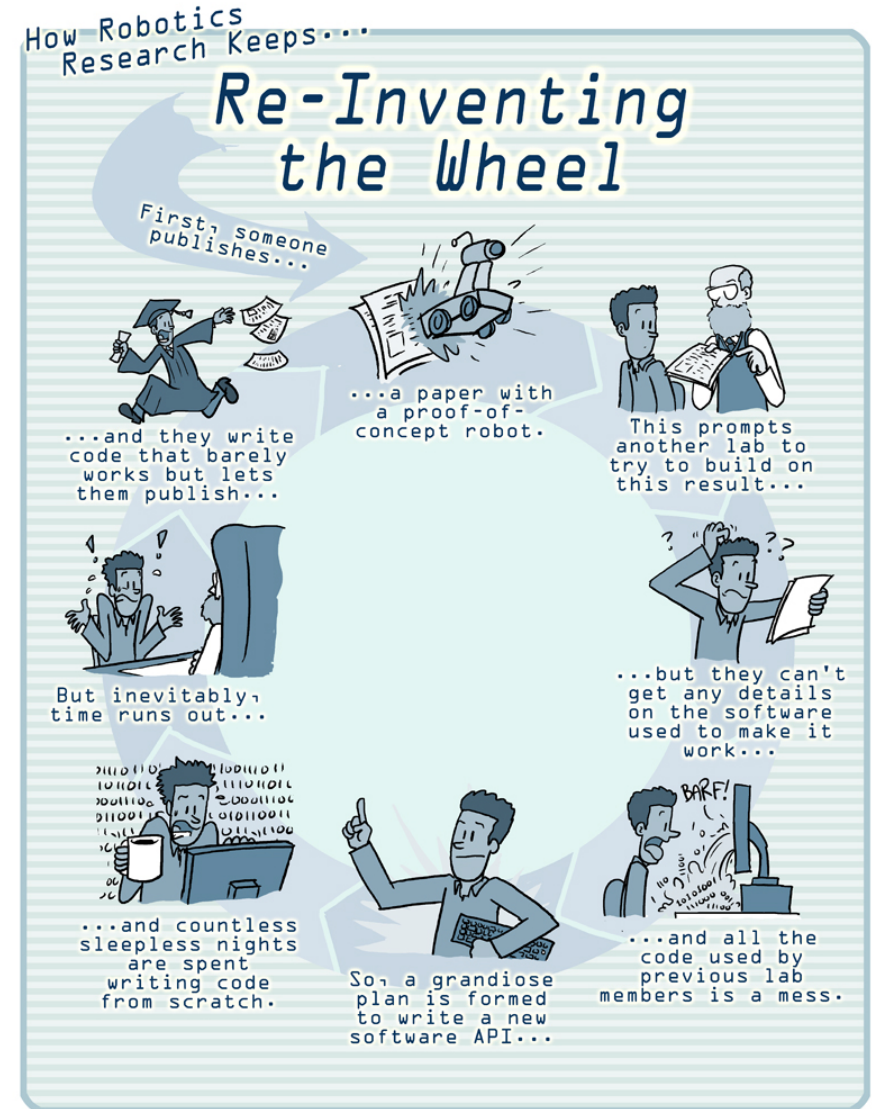 How Robotics
Research Keeps...
Re-Inventing
the Wheel
First, someone
publishes...
...a paper with
a proof-of-
concept robot.
This prompts
another lab to
try to build on
this result...
...but they can't
get any details
on the software
used to make it
work...
BARF!
...and all the
code used by
previous lab
members is a mess.
So, a grandiose
plan is formed
to write a new
software API...
...and countless
sleepless nights
are spent
writing code
from scratch.
But inevitably,
time runs out...
...and they write
code that barely
works but lets
them publish...